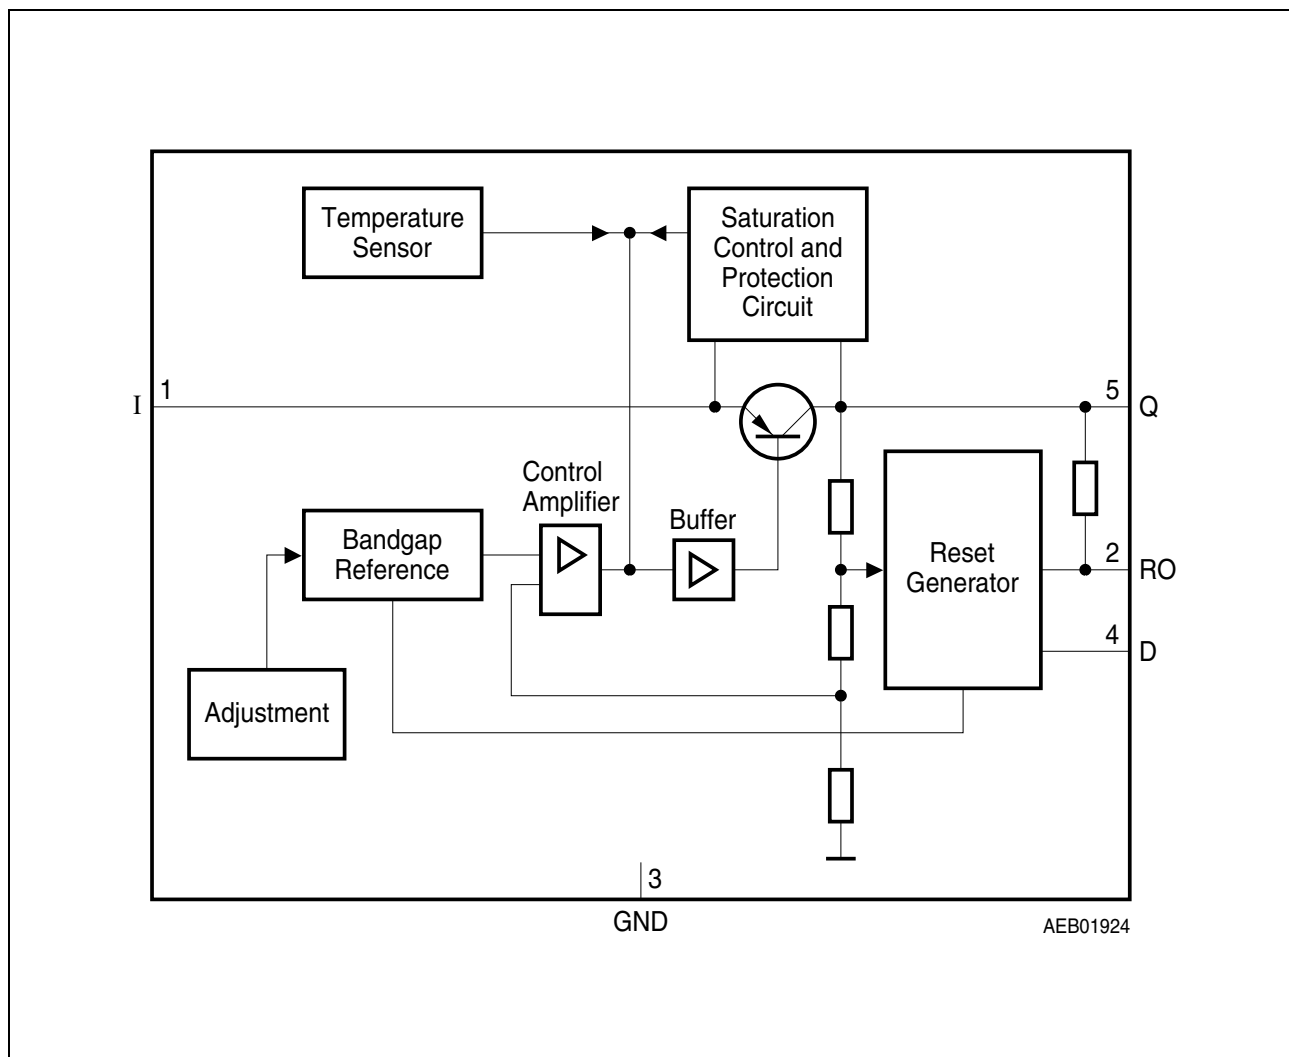 Temperature
Sensor
Saturation
Control and
Protection
Circuit
1
I
5
Q
Control
Amplifier
Buffer
Bandgap
Reference
Reset
Generator
2
RO
4
D
Adjustment
3
GND
AEB01924